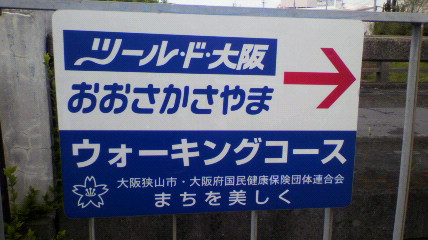 ツール・ド・大阪
おおさかさやま
ウォーキングコース
大阪狭山市・大阪府国民健康保険団体連合会
まちを美しく